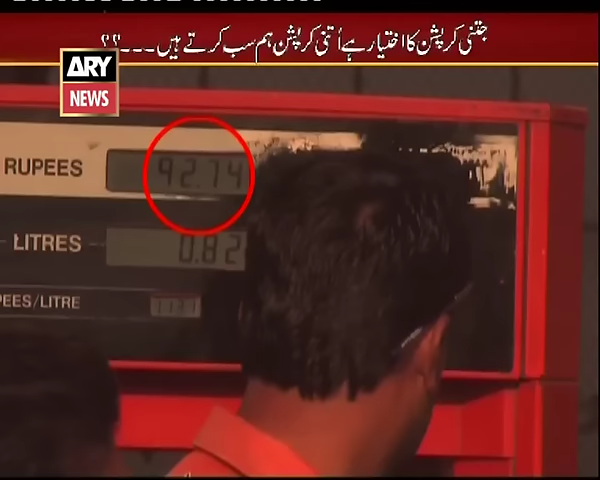 جتنی کرپشن کا اختیار ہے اُتنی کرپشن ہم سب کرتے ہیں۔۔۔؟؟
ARY
NEWS
RUPEES 92.74
LITRES 0.82
EES/LITRE